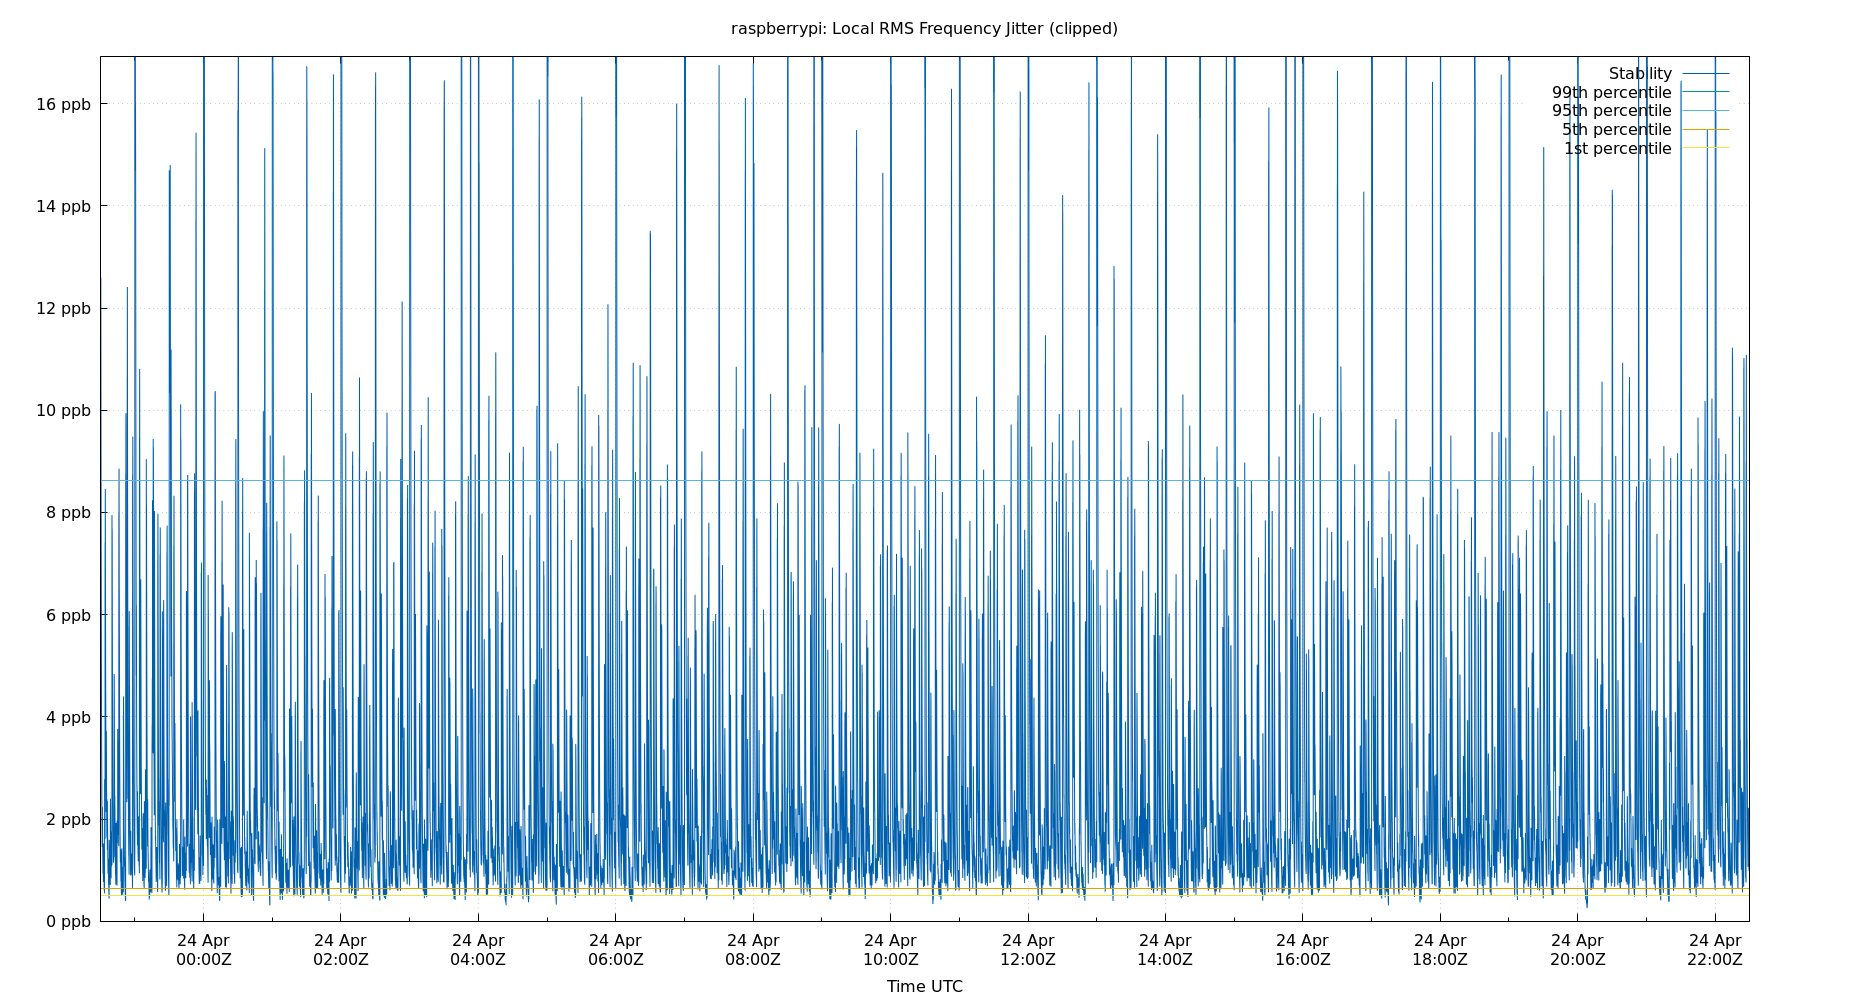 raspberrypi: Local RMS Frequency Jitter (clipped)
Stability
99th percentile
95th percentile
5th percentile
1st percentile
16 ppb
14 ppb
12 ppb
10 ppb
8 ppb
6 ppb
4 ppb
2 ppb
0 ppb
24 Apr 24 Apr 24 Apr 24 Apr 24 Apr 24 Apr 24 Apr 24 Apr 24 Apr 24 Apr 24 Apr 24 Apr
00:00Z 02:00Z 04:00Z 06:00Z 08:00Z 10:00Z 12:00Z 14:00Z 16:00Z 18:00Z 20:00Z 22:00Z
Time UTC